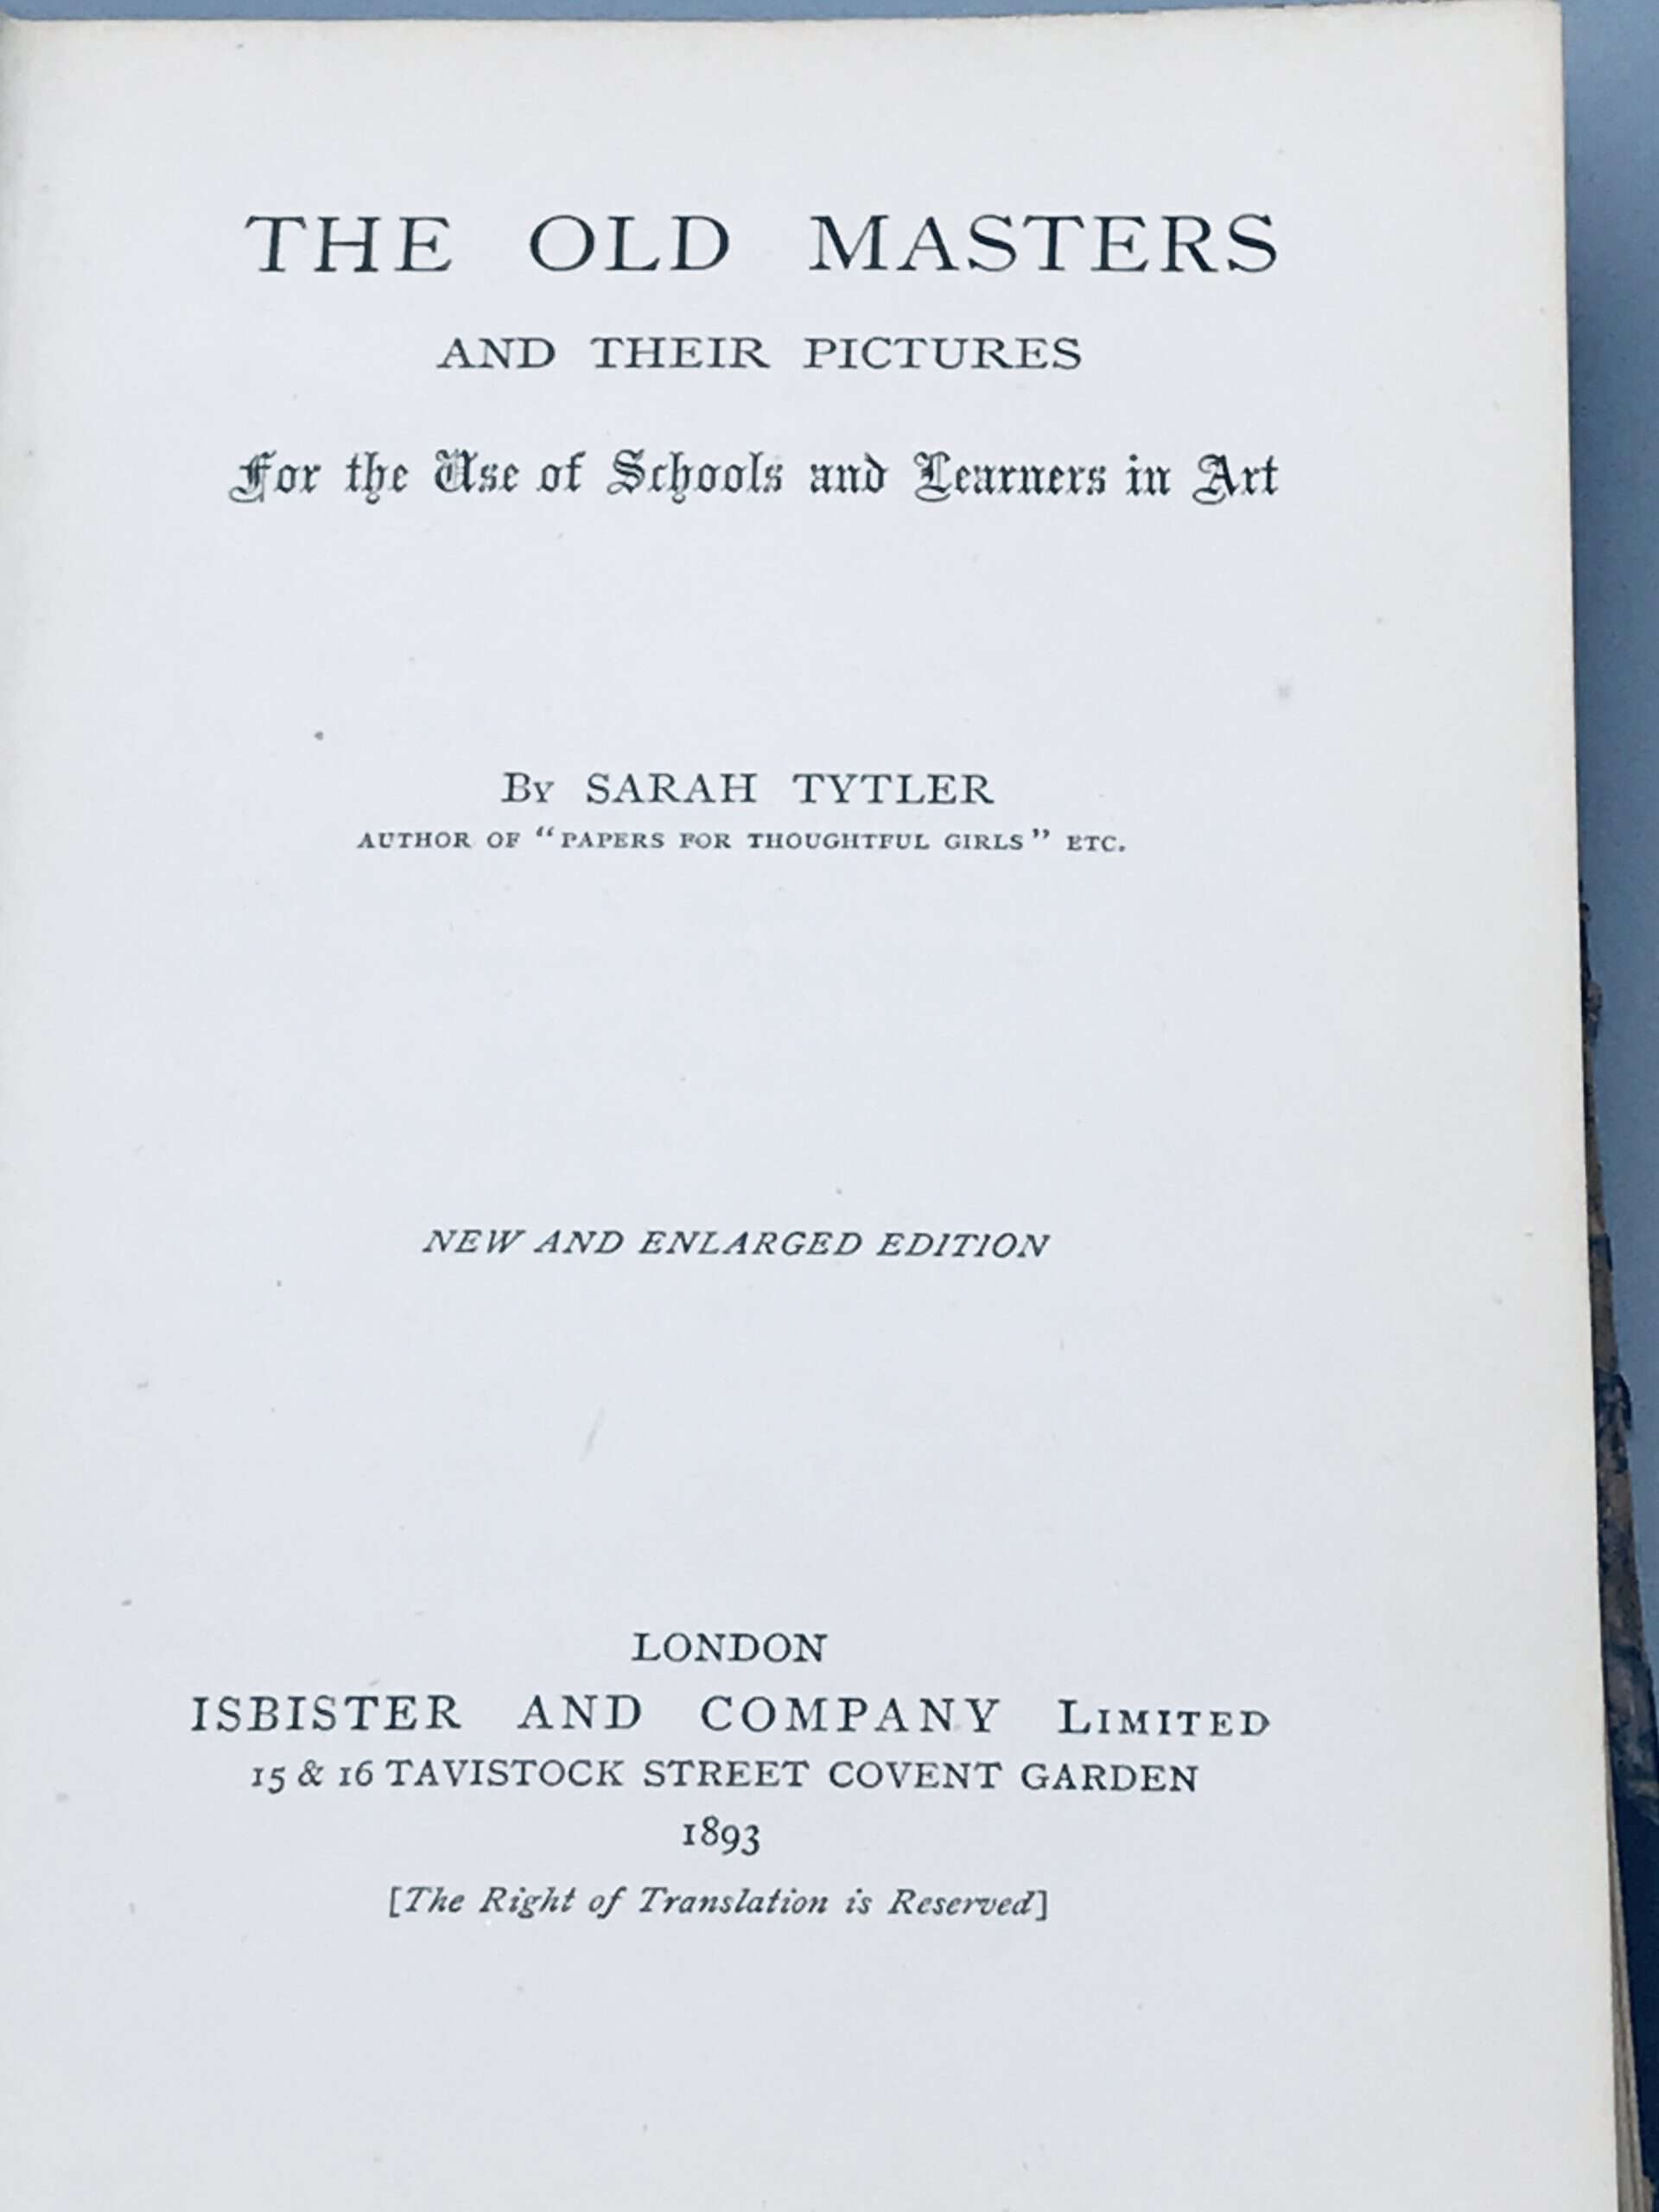 THE OLD MASTERS
AND THEIR PICTURES
For the Use of Schools and Learners in Art
By SARAH TYTLER
AUTHOR OF “PAPERS FOR THOUGHTFUL GIRLS” ETC.
NEW AND ENLARGED EDITION
LONDON
ISBISTER AND COMPANY LIMITED
15 & 16 TAVISTOCK STREET COVENT GARDEN
1893
[The Right of Translation is Reserved]